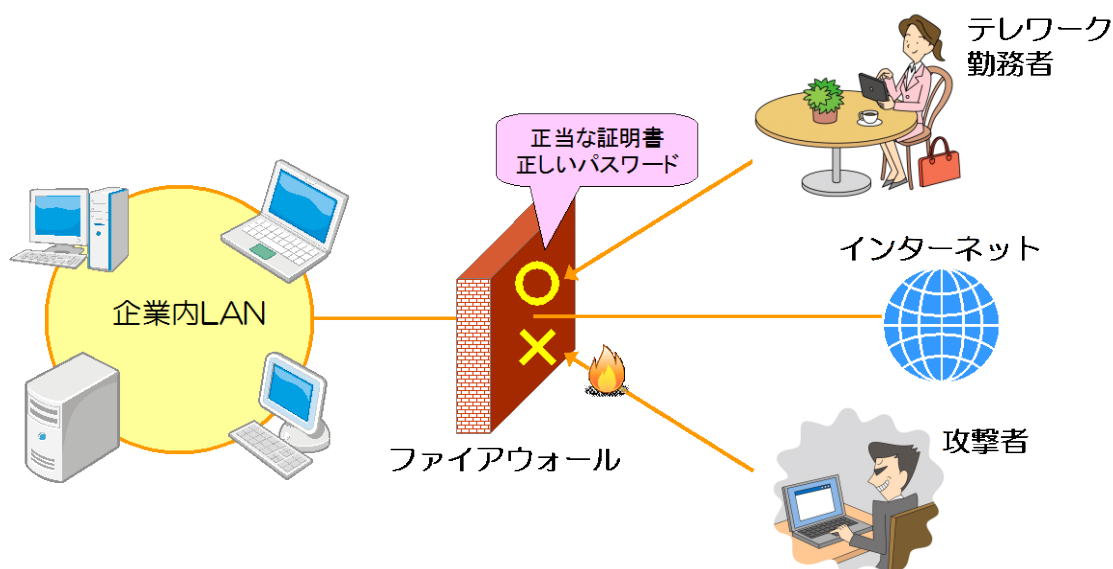 テレワーク
勤務者
正当な証明書
正しいパスワード
インターネット
企業内LAN
ファイアウォール
攻撃者